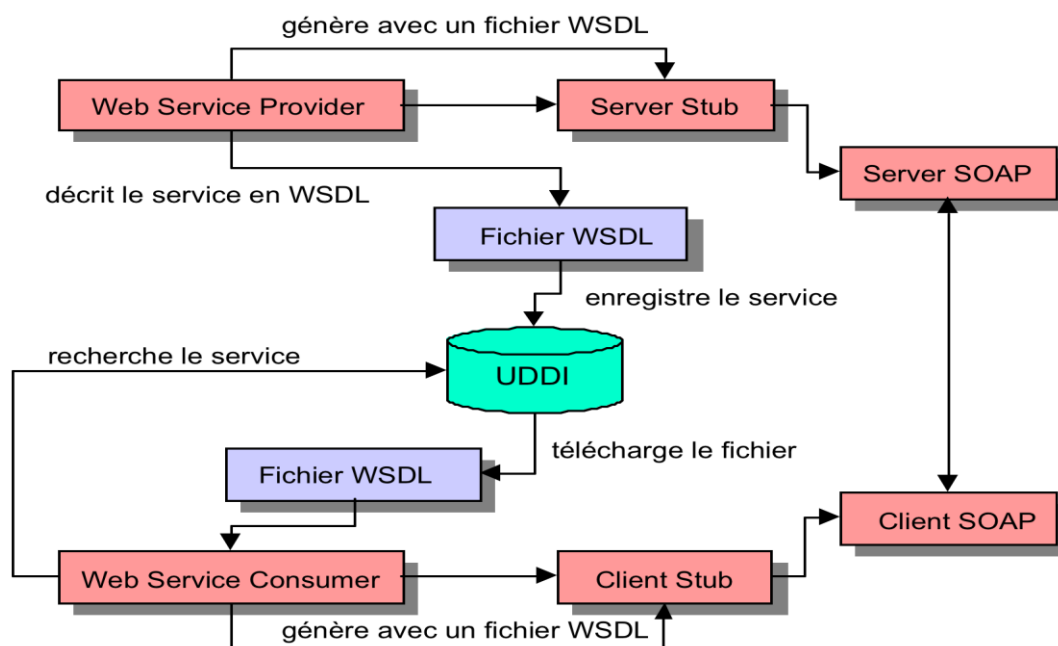 génère avec un fichier WSDL
Web Service Provider
Server Stub
Server SOAP
décrit le service en WSDL
Fichier WSDL
enregistre le service
recherche le service
UDDI
télécharge le fichier
Fichier WSDL
Client SOAP
Web Service Consumer
Client Stub
génère avec un fichier WSDL